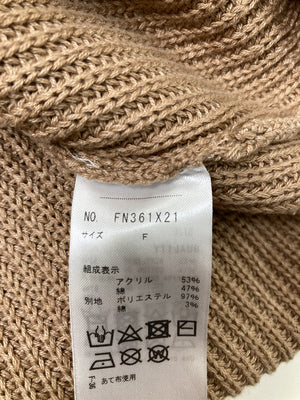 NO. FN361X21
サイズ F
組成表示
アクリル 53%
綿 47%
別地 ポリエステル 97%
3%
あて布使用